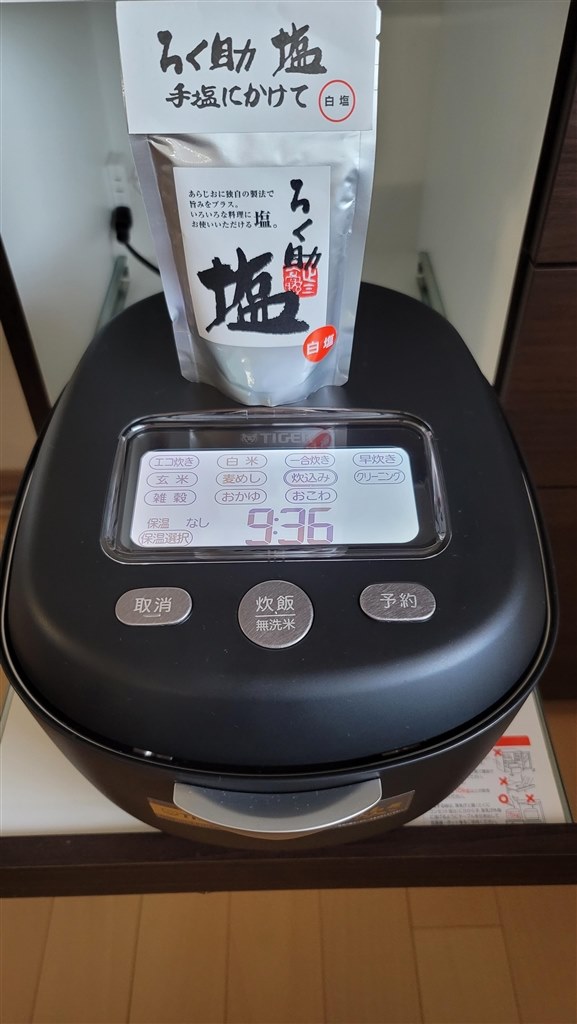 ろく助 塩
手塩にかけて
白塩
あらじおに独自の製法で
旨みをプラス。
いろいろな料理に
お使いいただける 塩。
ろく助
塩
白塩
TIGER
エコ炊き 白米 一合炊き 早炊き
玄米 麦めし 炊込み クリーニング
雑穀 おかゆ おこわ
保温 なし
保温選択
9:36
取消
炊飯
無洗米
予約